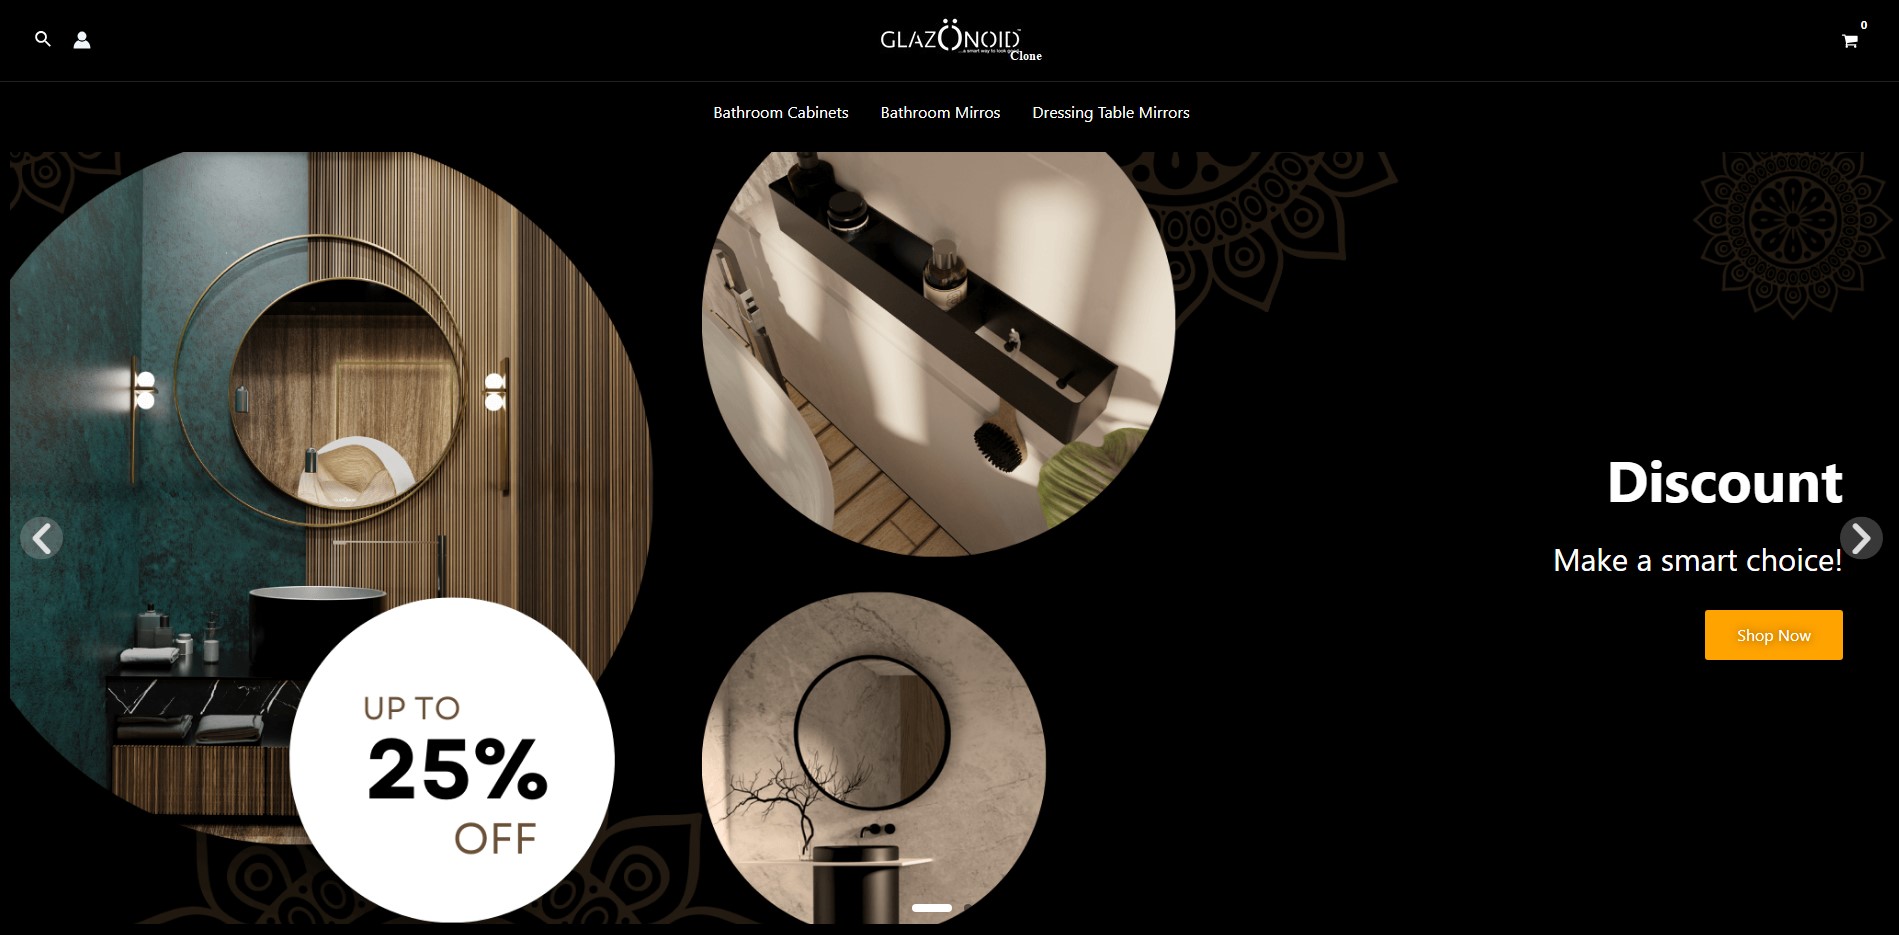 0
GLAZÖNOID
...a smart way to look good
Clone
Bathroom Cabinets Bathroom Mirros Dressing Table Mirrors
Discount
Make a smart choice!
Shop Now
UP TO
25%
OFF